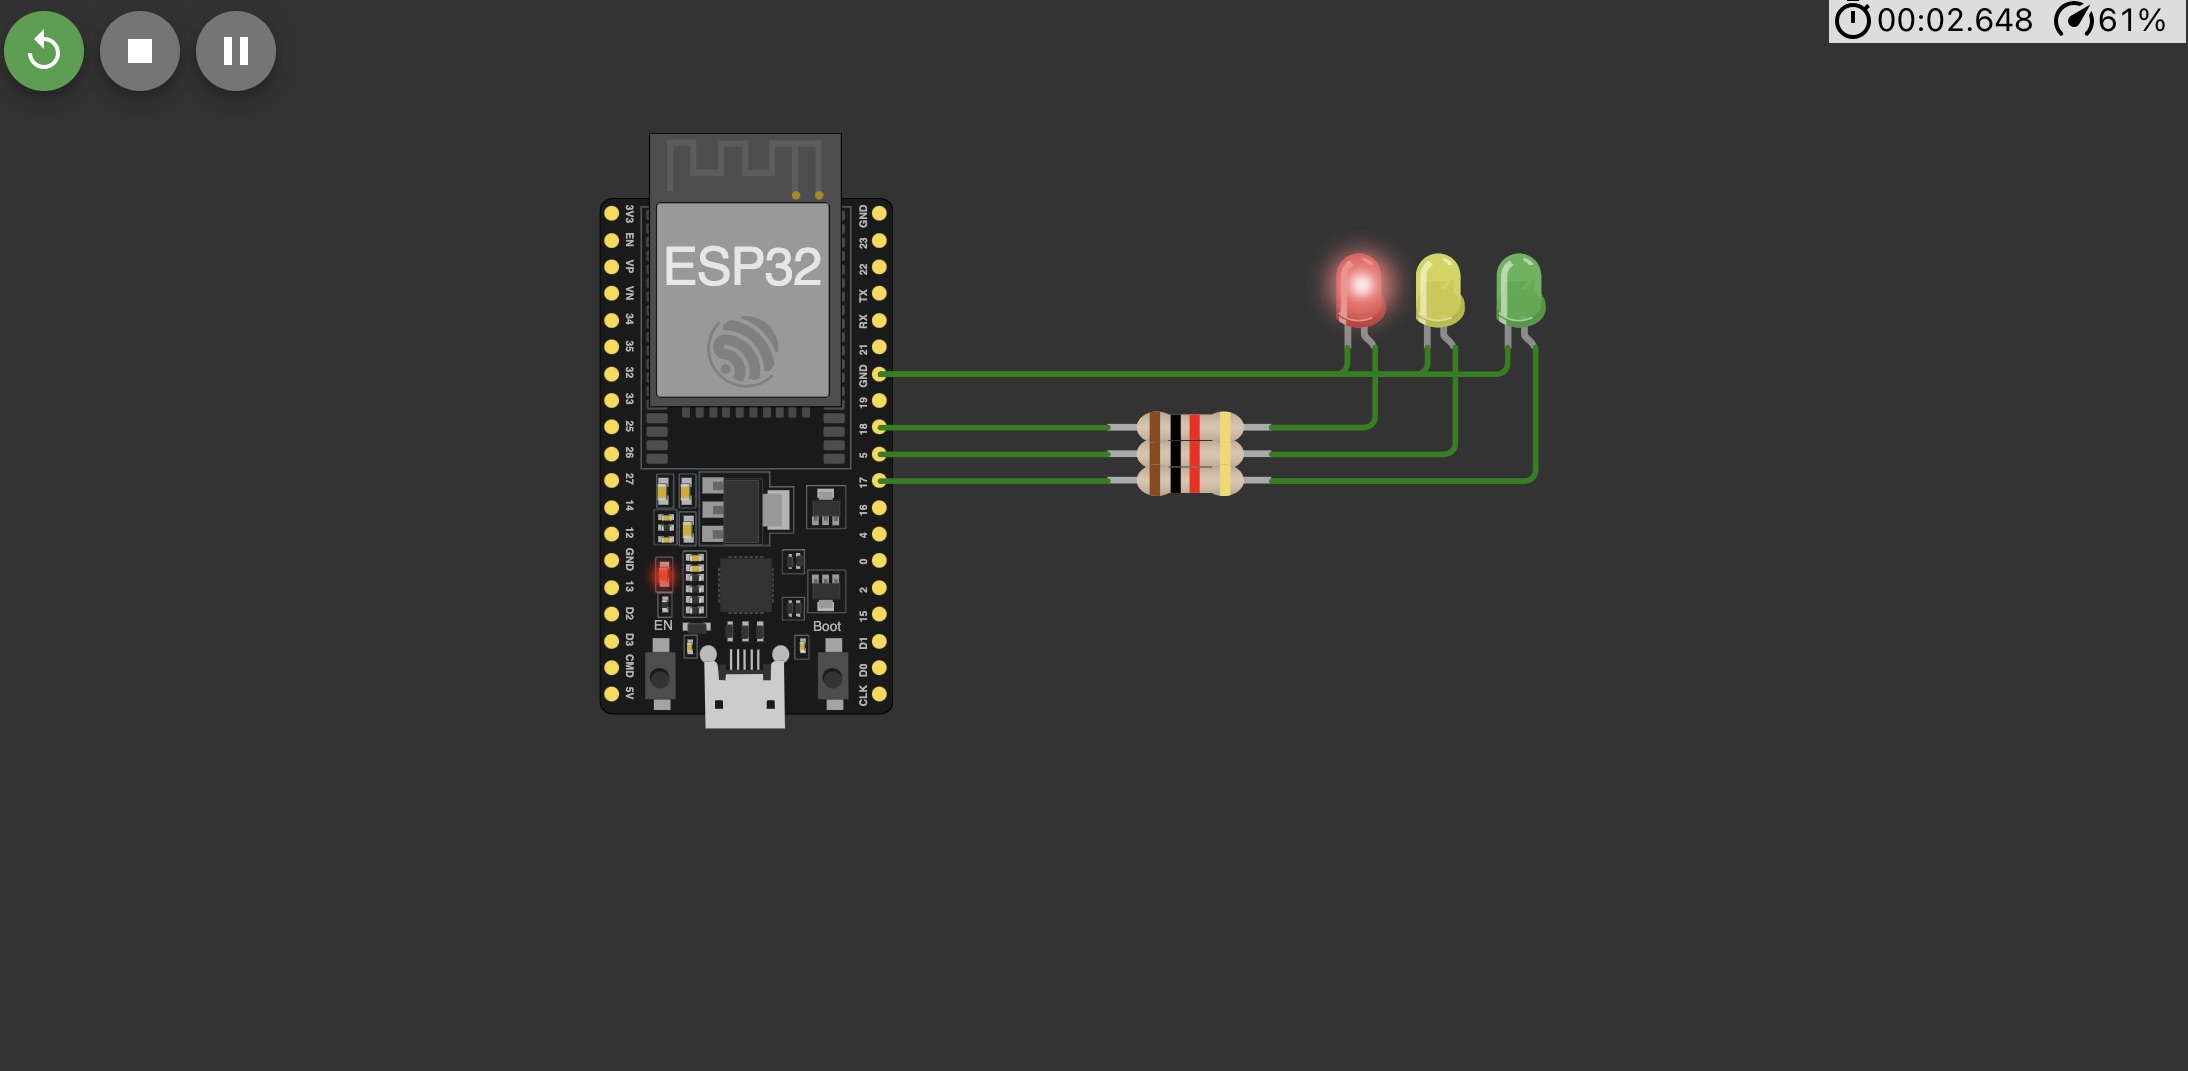 00:02.648 61%
ESP32
3V3
EN
VP
VN
34
35
32
33
25
26
27
14
12
GND
13
D2
D3
CMD
5V
GND
23
22
TX
RX
21
GND
19
18
5
17
16
4
0
2
15
D1
D0
CLK
EN
Boot